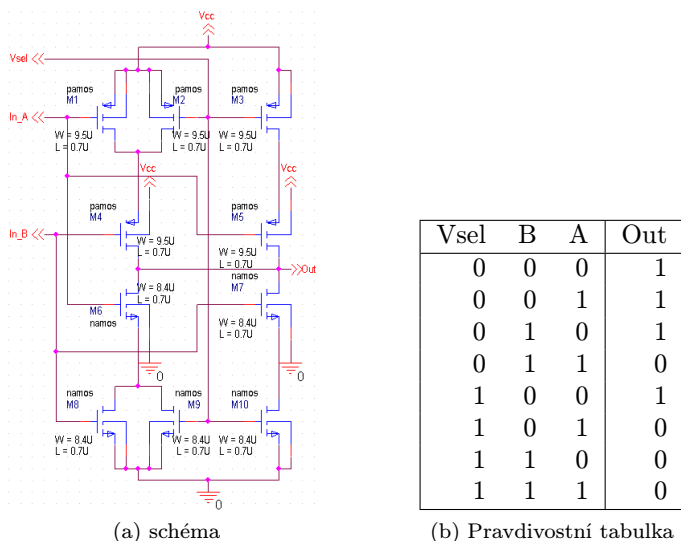 Vcc
Vsel
pamos
M1
M2
pamos
M3
In_A
W = 9.5U
L = 0.7U
W = 9.5U
L = 0.7U
W = 9.5U
L = 0.7U
Vcc
Vcc
pamos
M4
pamos
M5
In_B
W = 9.5U
L = 0.7U
W = 9.5U
L = 0.7U
Out
M6
namos
namos
M7
W = 8.4U
L = 0.7U
W = 8.4U
L = 0.7U
0
0
namos
M8
namos
M9
namos
M10
W = 8.4U
L = 0.7U
W = 8.4U
L = 0.7U
W = 8.4U
L = 0.7U
0
(a) schéma
Vsel B A Out
0 0 0 1
0 0 1 1
0 1 0 1
0 1 1 0
1 0 0 1
1 0 1 0
1 1 0 0
1 1 1 0
(b) Pravdivostní tabulka